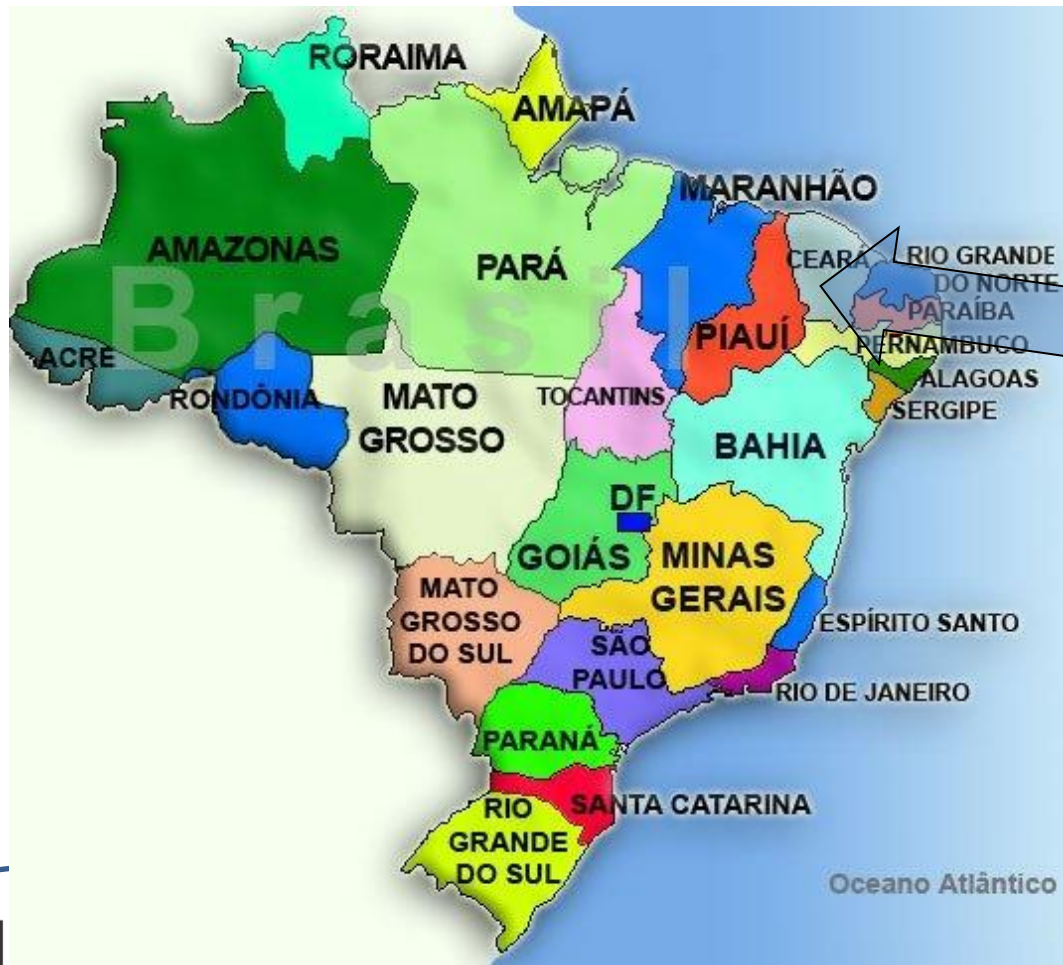 RORAIMA
AMAPÁ
MARANHÃO
AMAZONAS
PARÁ
CEARÁ
RIO GRANDE
DO NORTE
PARAÍBA
Brasil
PIAUÍ
PERNAMBUCO
ACRE
RONDÔNIA
MATO
GROSSO
TOCANTINS
ALAGOAS
SERGIPE
BAHIA
DF
GOIÁS
MINAS
GERAIS
MATO
GROSSO
DO SUL
SÃO
PAULO
ESPÍRITO SANTO
RIO DE JANEIRO
PARANÁ
SANTA CATARINA
RIO
GRANDE
DO SUL
Oceano Atlântico